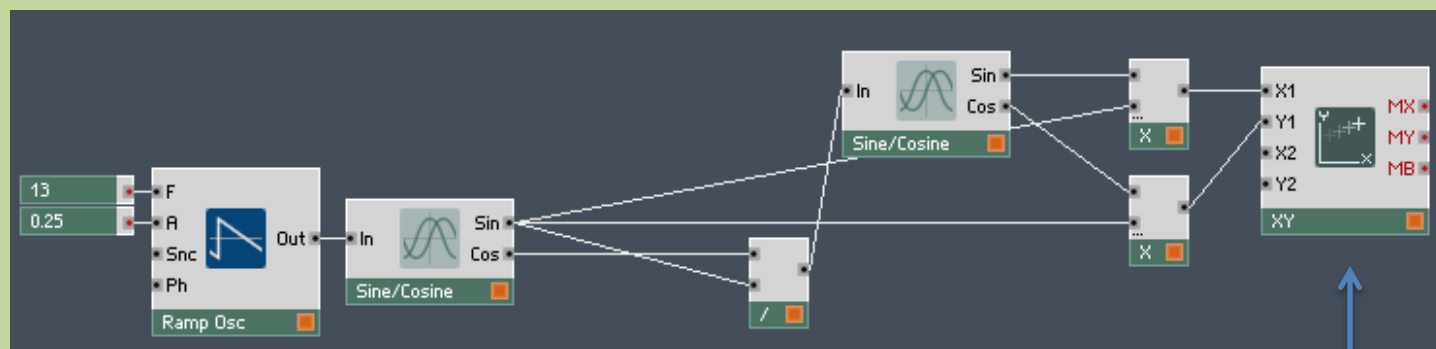 13
0.25
F
A
Snc
Ph
Out
Ramp Osc
In
Sin
Cos
Sine/Cosine
/
In
Sin
Cos
Sine/Cosine
...
X
...
X
X1
Y1
X2
Y2
Y
X
MX
MY
MB
XY